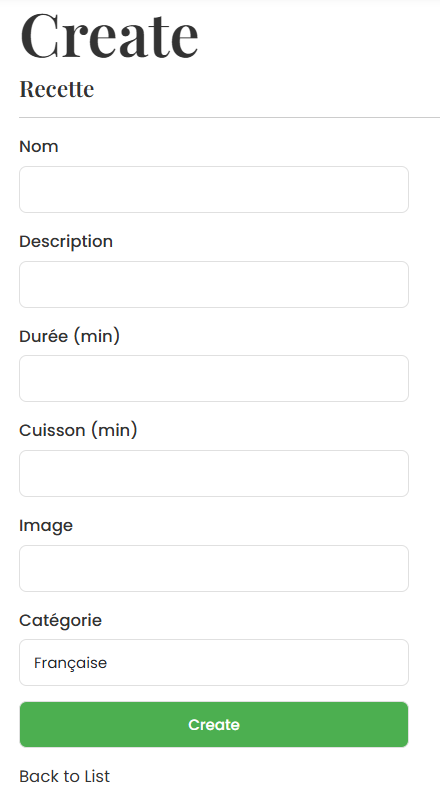 Create
Recette
Nom
Description
Durée (min)
Cuisson (min)
Image
Catégorie
Française
Create
Back to List